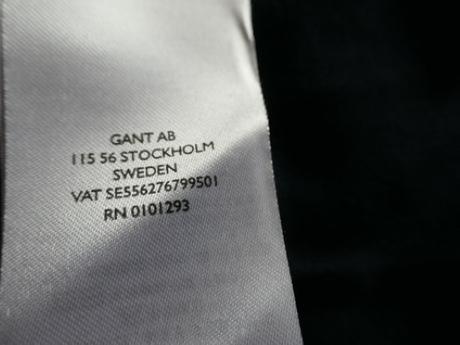 GANT AB
115 56 STOCKHOLM
SWEDEN
VAT SE556276799501
RN 0101293